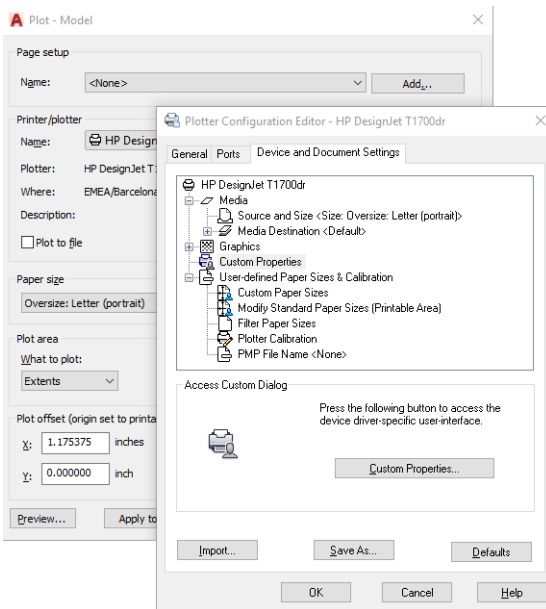 Plot - Model
Page setup
Name:
<None>
Add...
Printer/plotter
Name:
HP Design
Plotter:
HP DesignJet T1
Where:
EMEA/Barcelona
Description:
Plot to file
Paper size
Oversize: Letter (portrait)
Plot area
What to plot:
Extents
Plot offset (origin set to printa
X:
1.175375
inches
Y:
0.000000
inch
Preview...
Apply to
Plotter Configuration Editor - HP DesignJet T1700dr
General
Ports
Device and Document Settings
HP DesignJet T1700dr
Media
Source and Size <Size: Oversize: Letter (portrait)>
Media Destination <Default>
Graphics
Custom Properties
User-defined Paper Sizes & Calibration
Custom Paper Sizes
Modify Standard Paper Sizes (Printable Area)
Filter Paper Sizes
Plotter Calibration
PMP File Name <None>
Access Custom Dialog
Press the following button to access the
device driver-specific user-interface.
Custom Properties...
Import...
Save As...
Defaults
OK
Cancel
Help